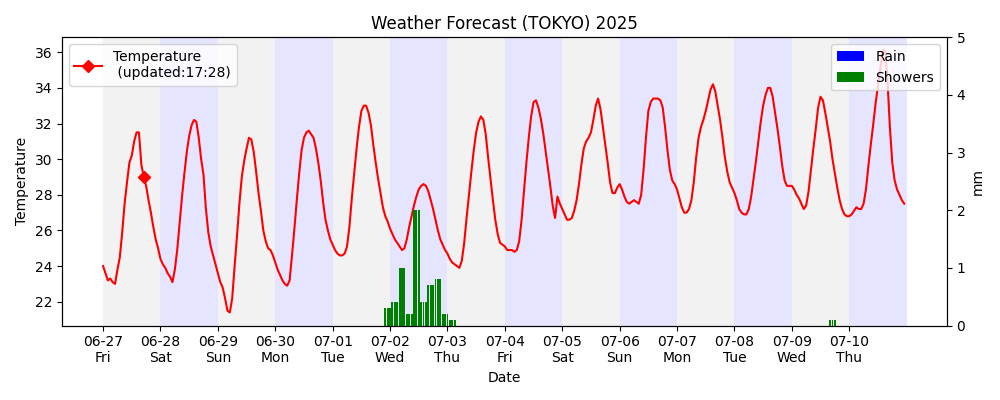 Weather Forecast (TOKYO) 2025
Temperature
(updated:17:28)
Rain
Showers
Temperature
36
34
32
30
28
26
24
22
5
4
3
2
1
0
mm
06-27 06-28 06-29 06-30 07-01 07-02 07-03 07-04 07-05 07-06 07-07 07-08 07-09 07-10
Fri Sat Sun Mon Tue Wed Thu Fri Sat Sun Mon Tue Wed Thu
Date